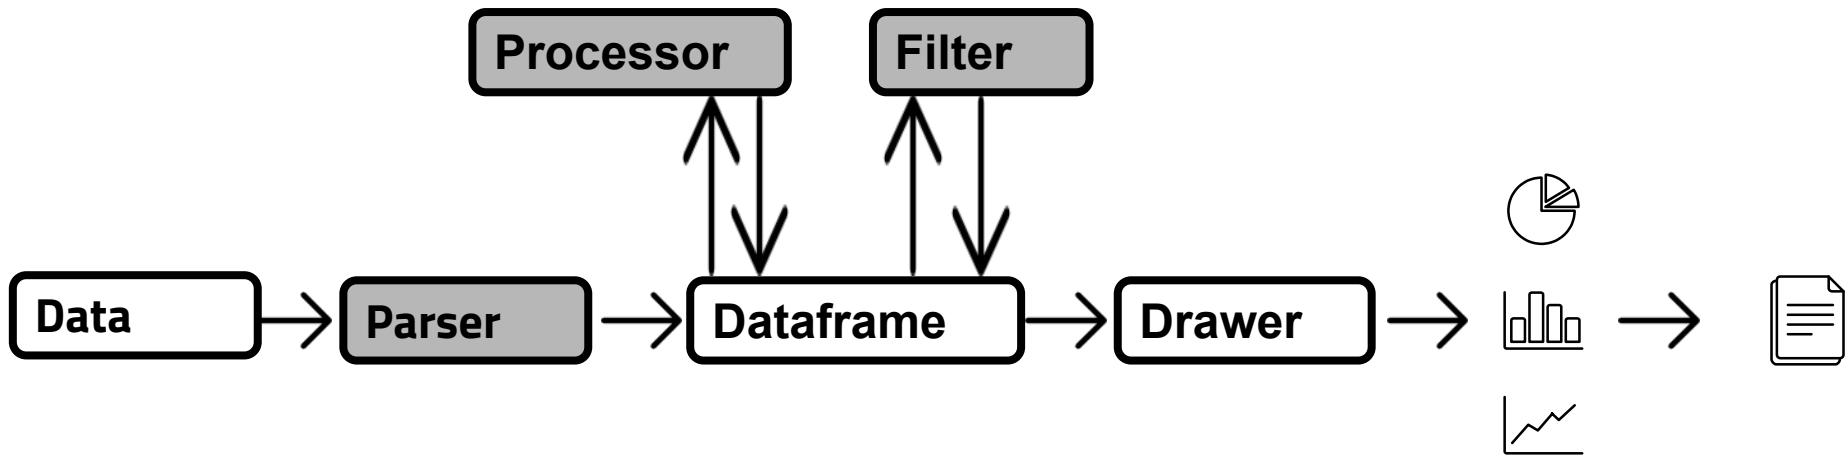 Processor
Filter
Data
Parser
Dataframe
Drawer